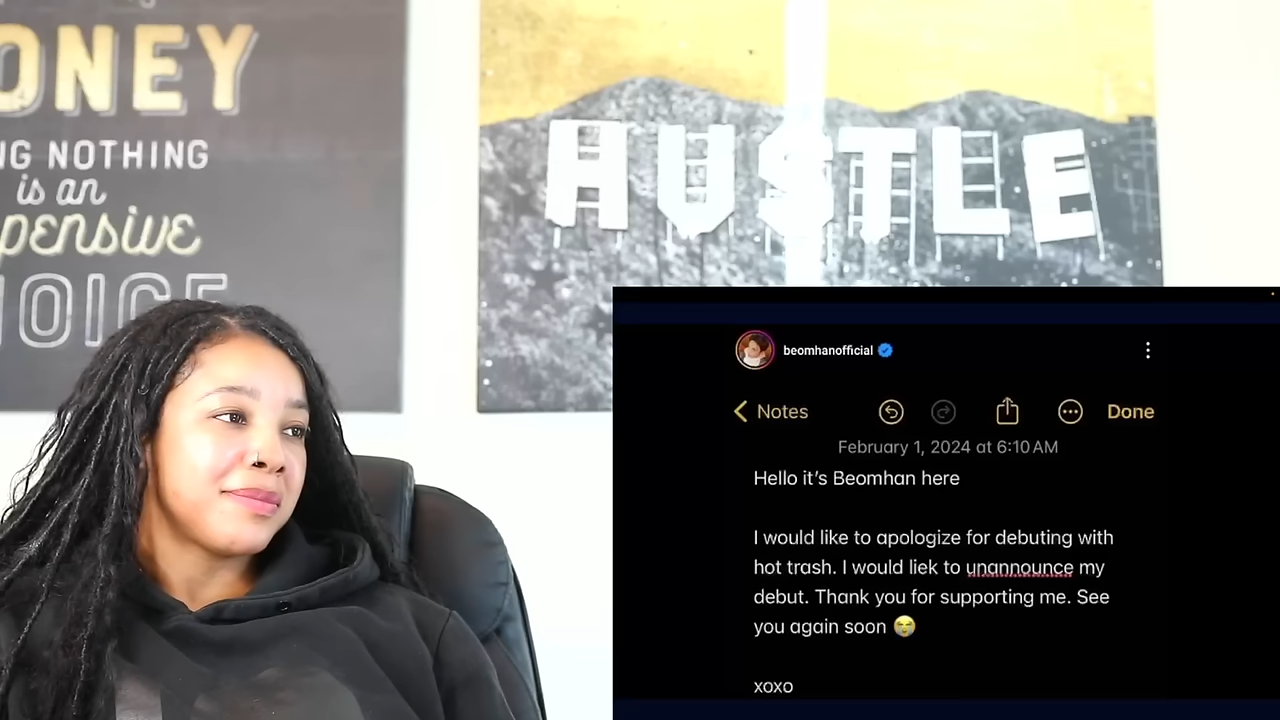 ONEY
NG NOTHING
is an
pensive
HOICE
HUSTLE
beomhanofficial
Notes
Done
February 1, 2024 at 6:10 AM
Hello it's Beomhan here
I would like to apologize for debuting with
hot trash. I would liek to unannounce my
debut. Thank you for supporting me. See
you again soon 😭
xoxo